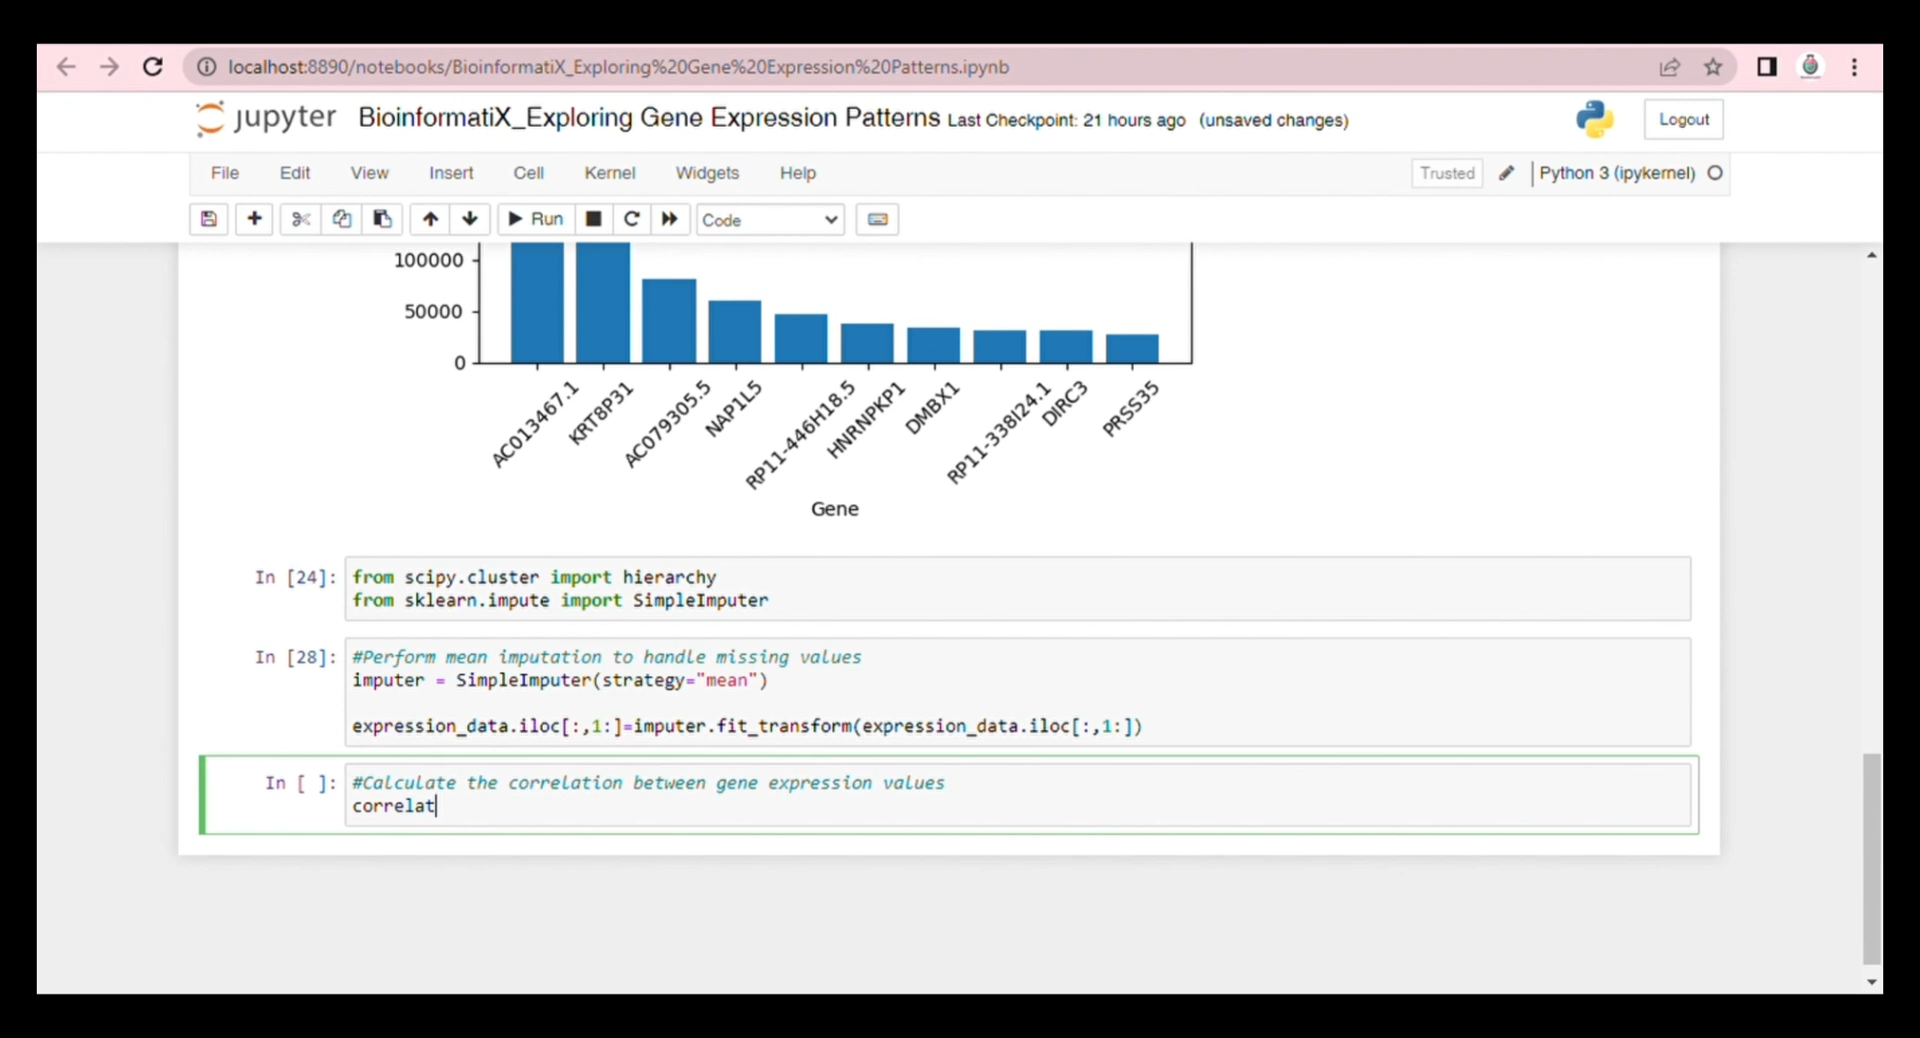 localhost:8890/notebooks/BioinformatiX_Exploring%20Gene%20Expression%20Patterns.ipynb
jupyter BioinformatiX_Exploring Gene Expression Patterns Last Checkpoint: 21 hours ago (unsaved changes)
Logout
File Edit View Insert Cell Kernel Widgets Help
Trusted Python 3 (ipykernel)
Run Code
100000
50000
0
AC013467.1 KRT8P31 AC079305.5 NAP1L5 RP11-446H18.5 HNRNPKP1 DMBX1 RP11-338I24.1 DIRC3 PRSS35
Gene
In [24]: from scipy.cluster import hierarchy
from sklearn.impute import SimpleImputer
In [28]: #Perform mean imputation to handle missing values
imputer = SimpleImputer(strategy="mean")
expression_data.iloc[:,1:]=imputer.fit_transform(expression_data.iloc[:,1:])
In [ ]: #Calculate the correlation between gene expression values
correlat